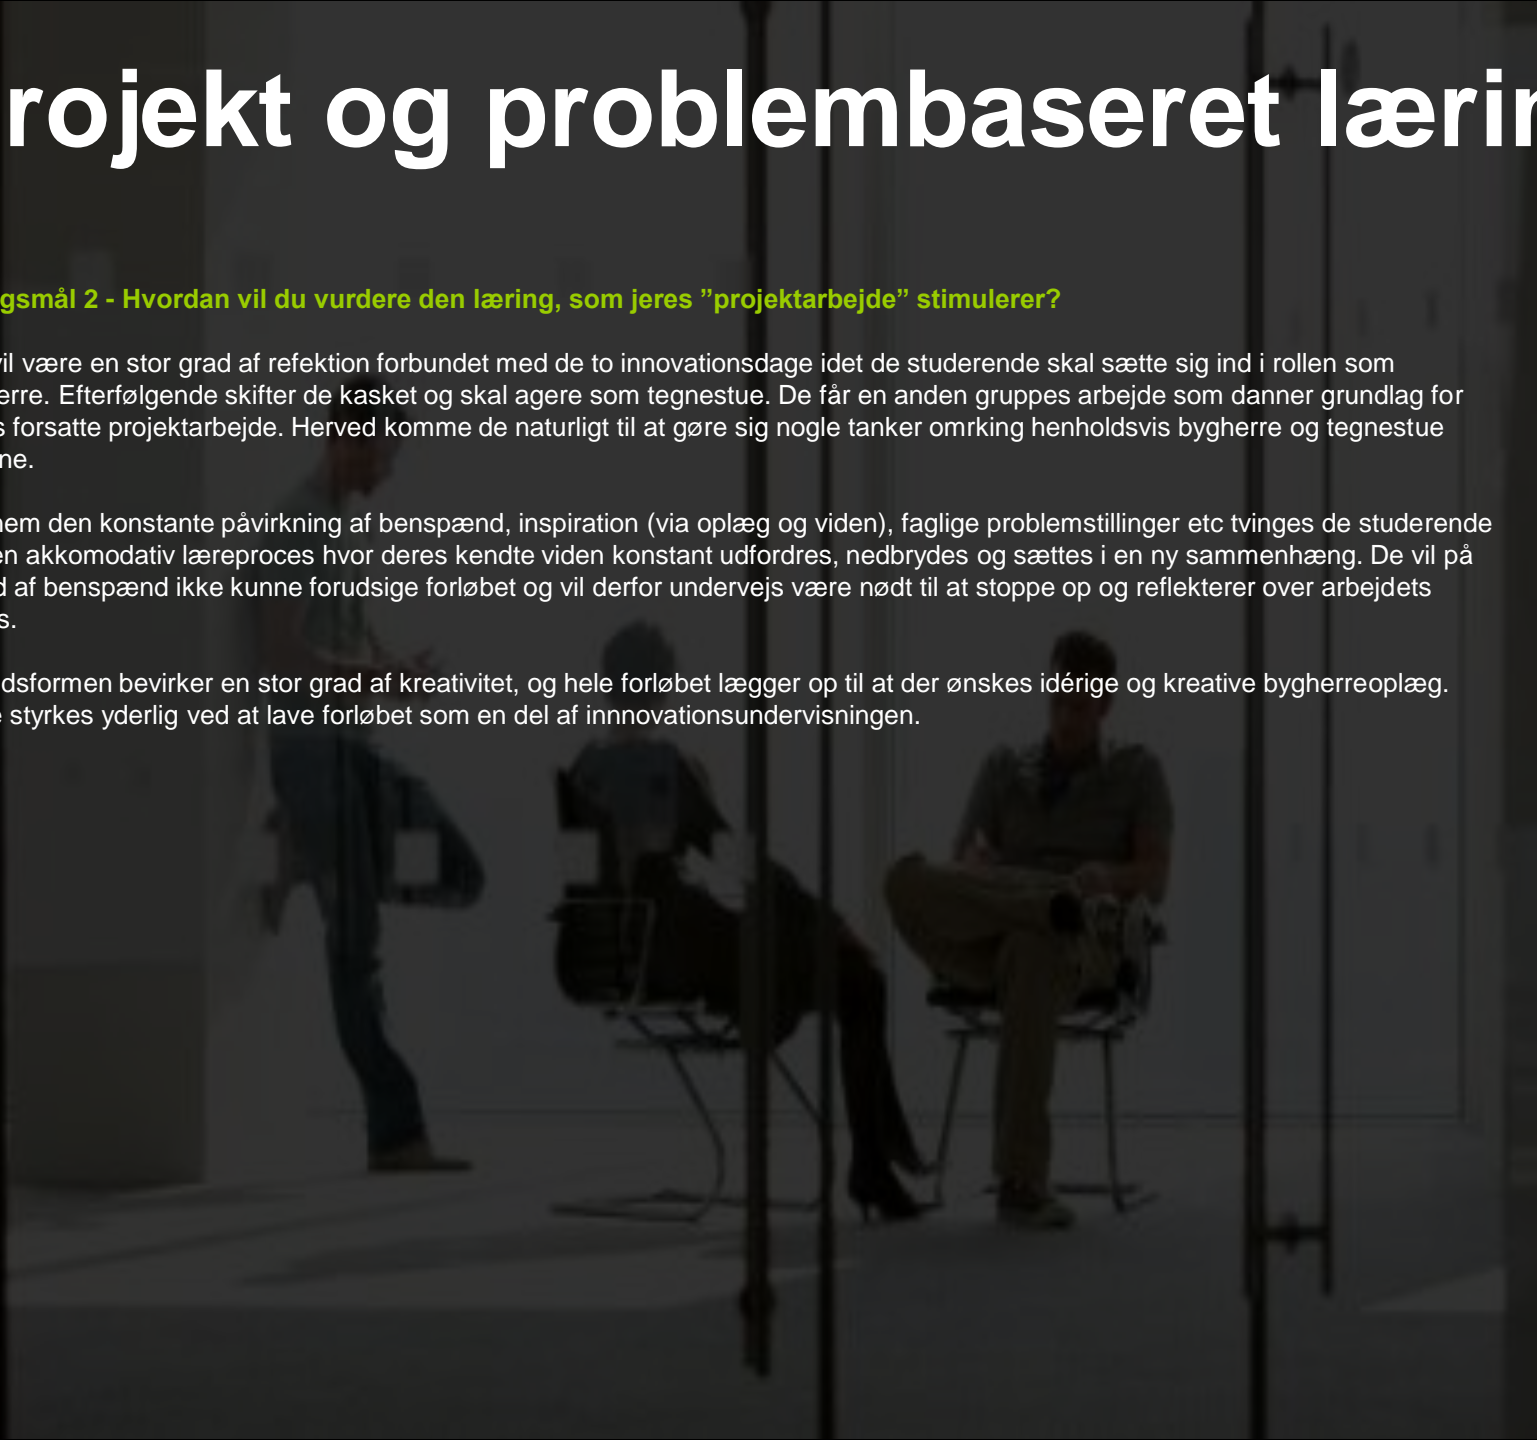 rojekt og problembaseret lærin
gsmål 2 - Hvordan vil du vurdere den læring, som jeres ”projektarbejde” stimulerer?
vil være en stor grad af refektion forbundet med de to innovationsdage idet de studerende skal sætte sig ind i rollen som
erre. Efterfølgende skifter de kasket og skal agere som tegnestue. De får en anden gruppes arbejde som danner grundlag for
s forsatte projektarbejde. Herved komme de naturligt til at gøre sig nogle tanker omrking henholdsvis bygherre og tegnestue
ne.
nem den konstante påvirkning af benspænd, inspiration (via oplæg og viden), faglige problemstillinger etc tvinges de studerende
en akkomodativ læreproces hvor deres kendte viden konstant udfordres, nedbrydes og sættes i en ny sammenhæng. De vil på
d af benspænd ikke kunne forudsige forløbet og vil derfor undervejs være nødt til at stoppe op og reflekterer over arbejdets
s.
dsformen bevirker en stor grad af kreativitet, og hele forløbet lægger op til at der ønskes idérige og kreative bygherreoplæg.
e styrkes yderlig ved at lave forløbet som en del af innnovationsundervisningen.